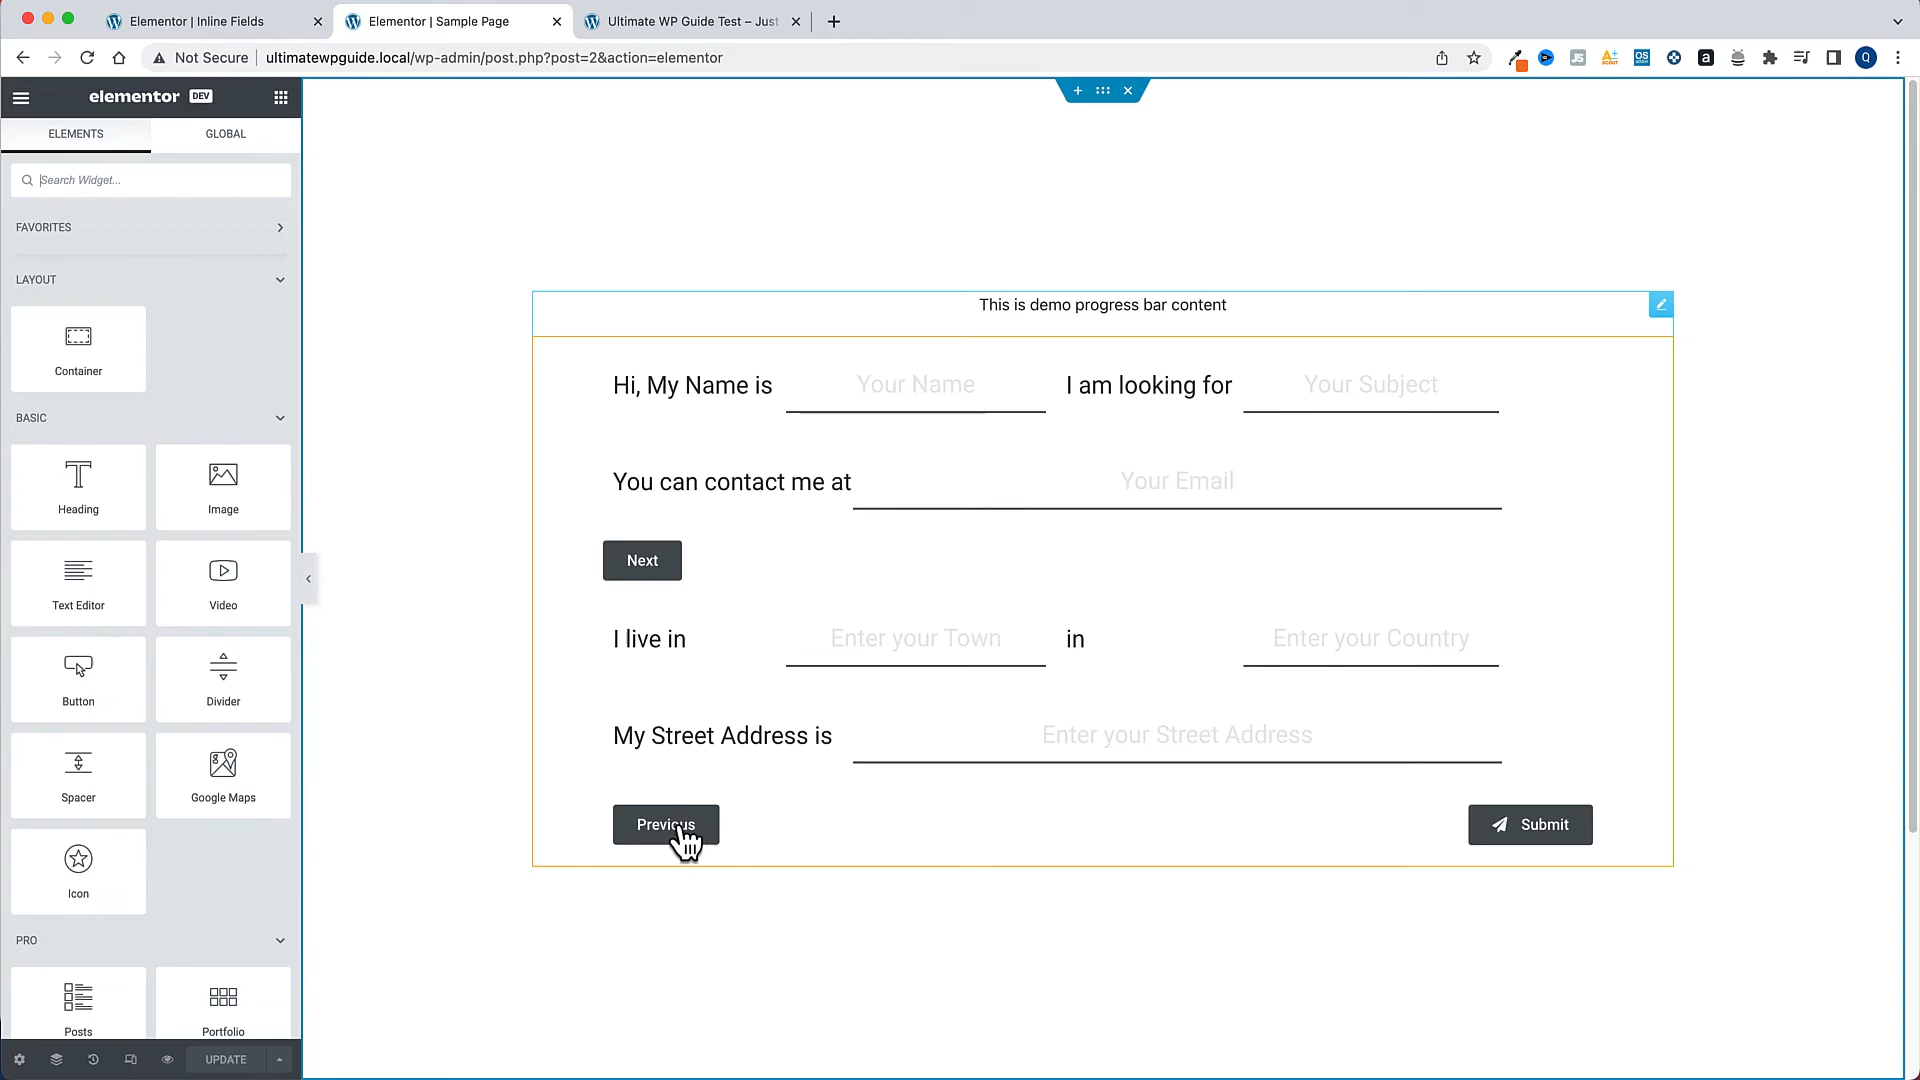 Elementor | Inline Fields
Elementor | Sample Page
Ultimate WP Guide Test – Just
Not Secure
ultimatewpguide.local/wp-admin/post.php?post=2&action=elementor
JS
SCOUT
OS
a
Q
elementor DEV
ELEMENTS
GLOBAL
Search Widget...
FAVORITES
LAYOUT
Container
BASIC
Heading
Image
Text Editor
Video
Button
Divider
Spacer
Google Maps
Icon
PRO
Posts
Portfolio
UPDATE
This is demo progress bar content
Hi, My Name is Your Name I am looking for Your Subject
You can contact me at Your Email
Next
I live in Enter your Town in Enter your Country
My Street Address is Enter your Street Address
Previous
Submit